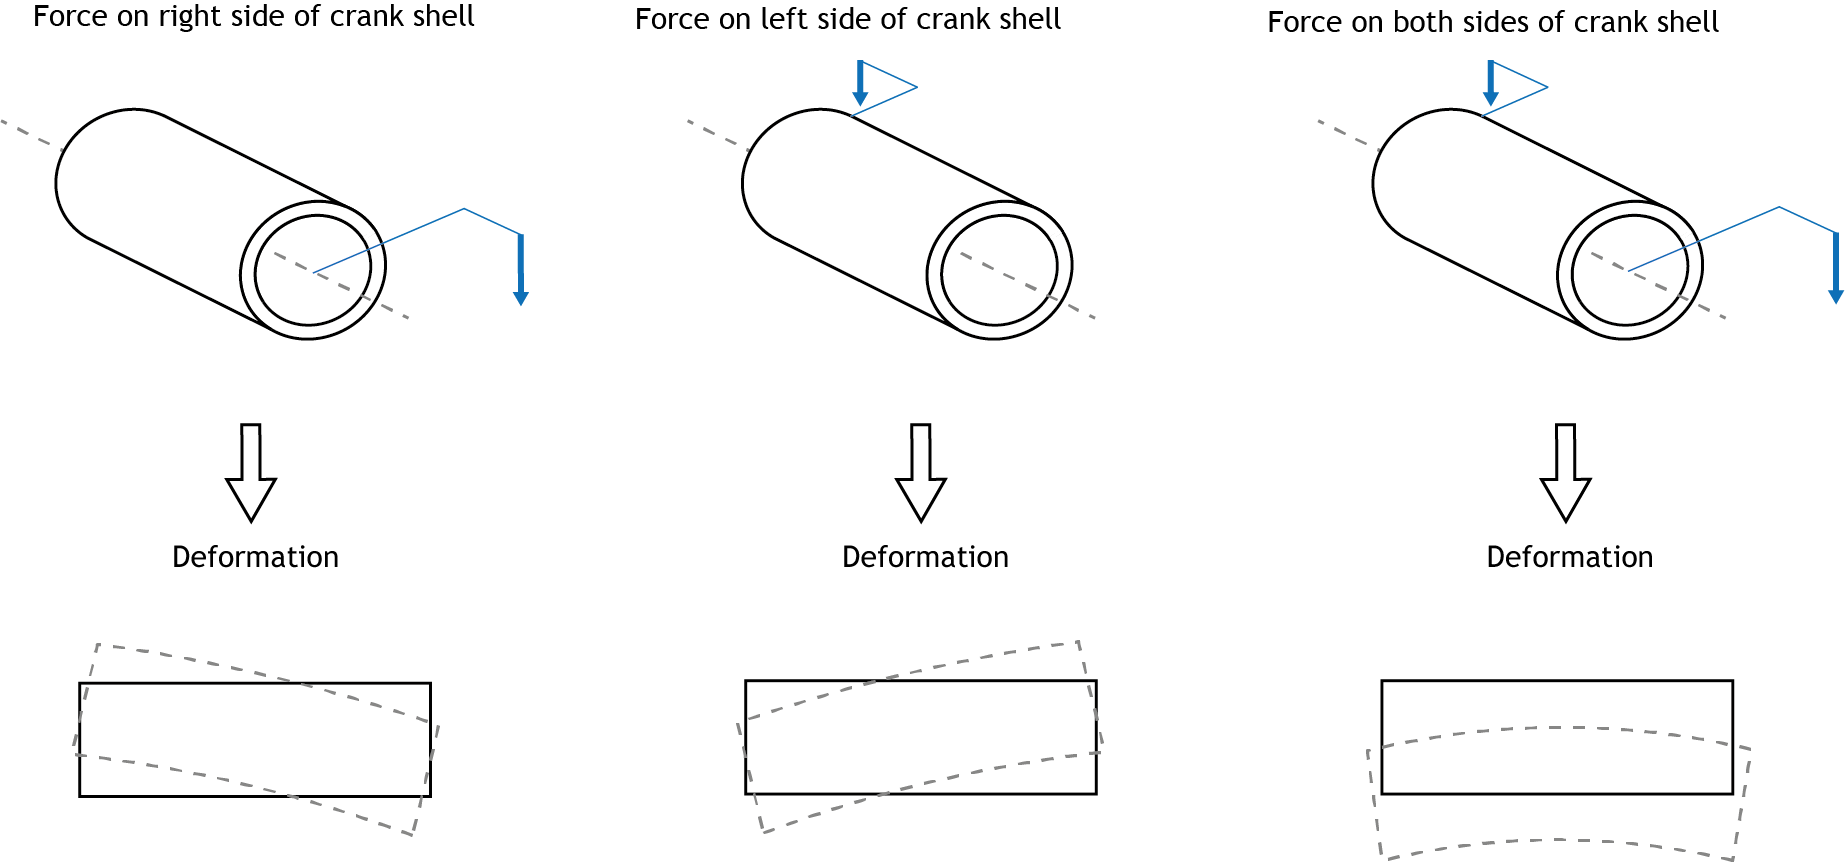 Force on right side of crank shell
Force on left side of crank shell
Force on both sides of crank shell
Deformation
Deformation
Deformation